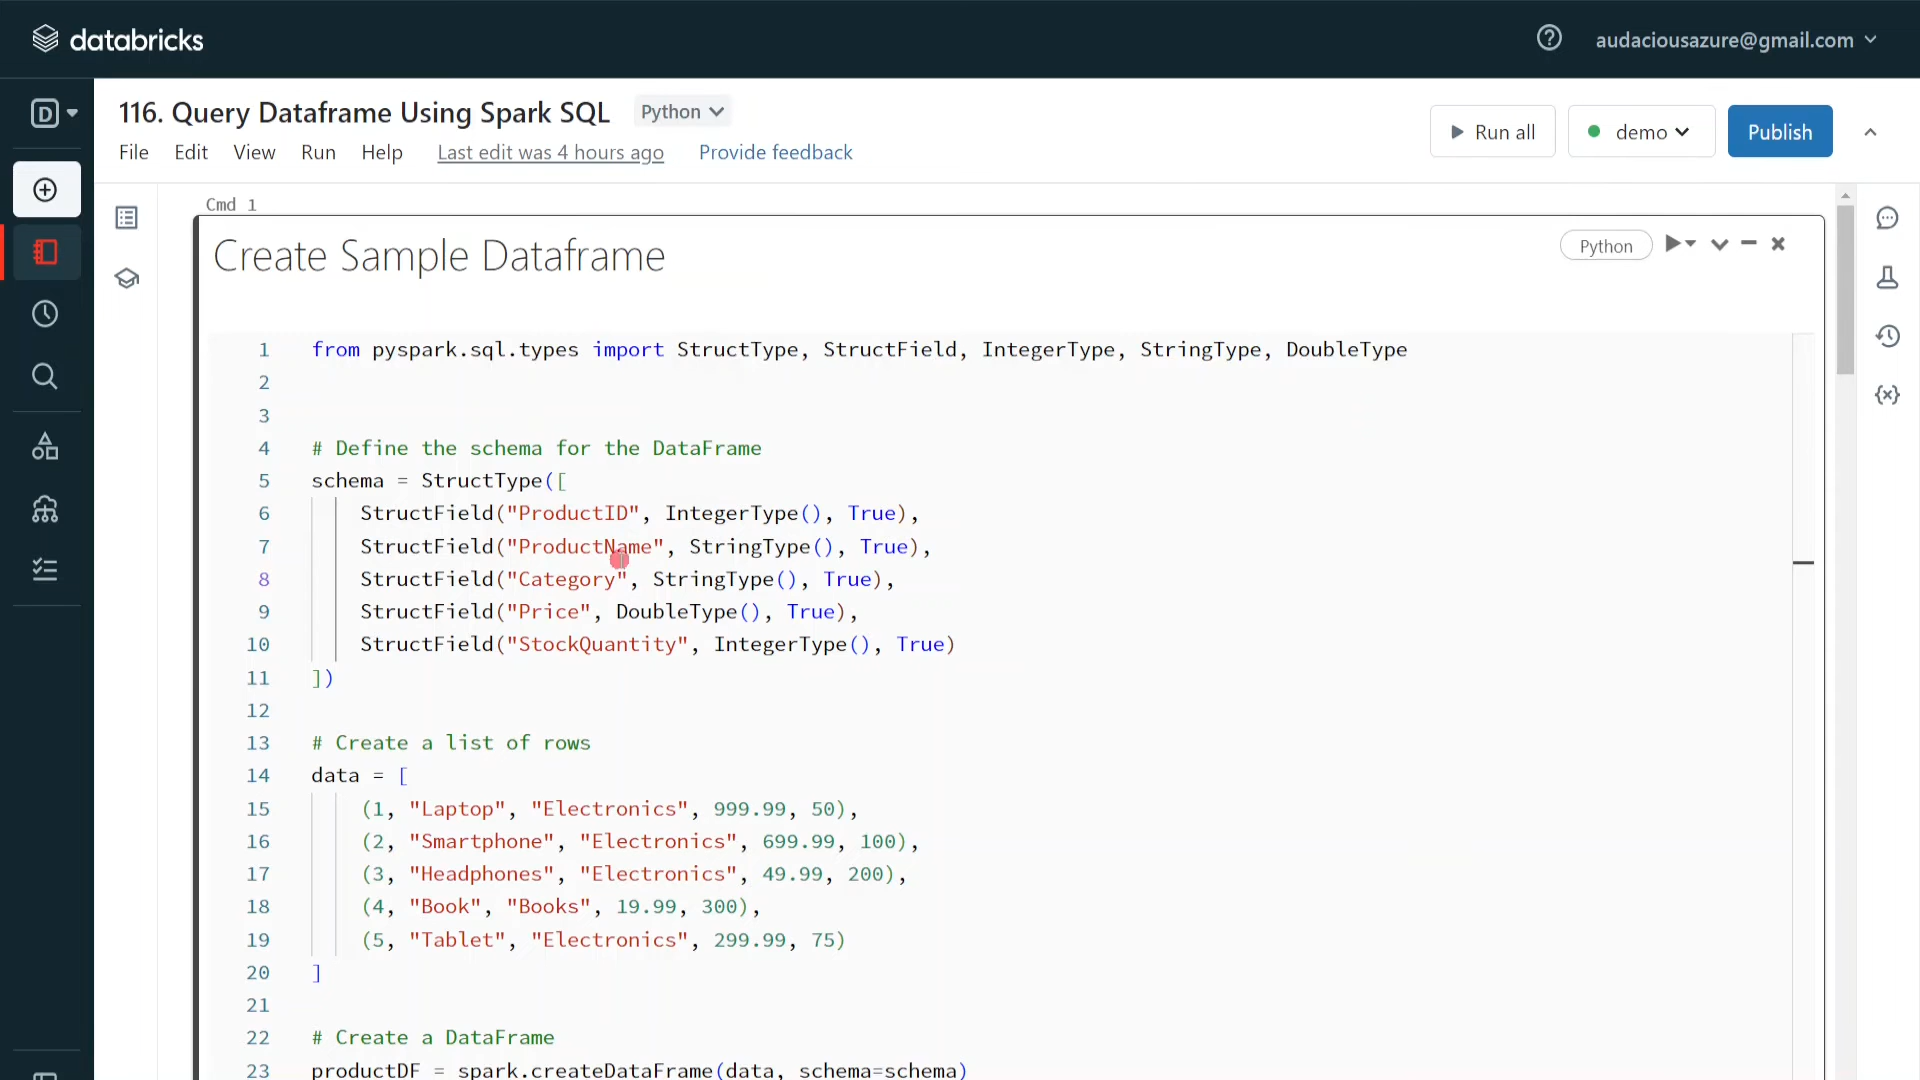 databricks
audaciousazure@gmail.com
116. Query Dataframe Using Spark SQL
Python
File Edit View Run Help Last edit was 4 hours ago Provide feedback
Run all
demo
Publish
Cmd 1
Create Sample Dataframe
Python
1 from pyspark.sql.types import StructType, StructField, IntegerType, StringType, DoubleType
2
3
4 # Define the schema for the DataFrame
5 schema = StructType([
6 StructField("ProductID", IntegerType(), True),
7 StructField("ProductName", StringType(), True),
8 StructField("Category", StringType(), True),
9 StructField("Price", DoubleType(), True),
10 StructField("StockQuantity", IntegerType(), True)
11 ])
12
13 # Create a list of rows
14 data = [
15 (1, "Laptop", "Electronics", 999.99, 50),
16 (2, "Smartphone", "Electronics", 699.99, 100),
17 (3, "Headphones", "Electronics", 49.99, 200),
18 (4, "Book", "Books", 19.99, 300),
19 (5, "Tablet", "Electronics", 299.99, 75)
20 ]
21
22 # Create a DataFrame
23 productDF = spark.createDataFrame(data, schema=schema)